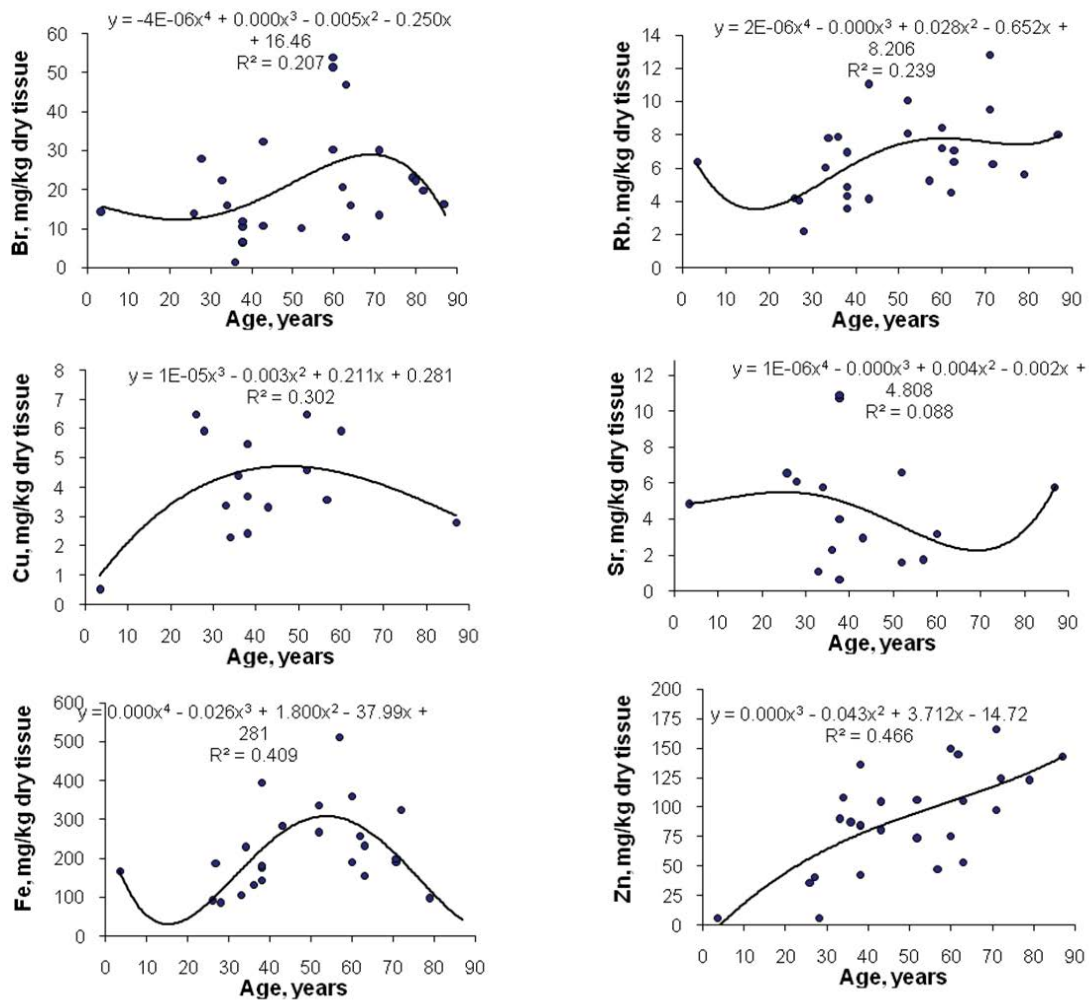 y = -4E-06x⁴ + 0.000x³ - 0.005x² - 0.250x
+ 16.46
R² = 0.207
60
50
40
30
20
10
0
Br, mg/kg dry tissue
0 10 20 30 40 50 60 70 80 90
Age, years
y = 2E-06x⁴ - 0.000x³ + 0.028x² - 0.652x +
8.206
R² = 0.239
14
12
10
8
6
4
2
0
Rb, mg/kg dry tissue
0 10 20 30 40 50 60 70 80 90
Age, years
y = 1E-05x³ - 0.003x² + 0.211x + 0.281
R² = 0.302
8
7
6
5
4
3
2
1
0
Cu, mg/kg dry tissue
0 10 20 30 40 50 60 70 80 90
Age, years
y = 1E-06x⁴ - 0.000x³ + 0.004x² - 0.002x +
4.808
R² = 0.088
12
10
8
6
4
2
0
Sr, mg/kg dry tissue
0 10 20 30 40 50 60 70 80 90
Age, years
y = 0.000x⁴ - 0.026x³ + 1.800x² - 37.99x +
281
R² = 0.409
600
500
400
300
200
100
0
Fe, mg/kg dry tissue
0 10 20 30 40 50 60 70 80 90
Age, years
y = 0.000x³ - 0.043x² + 3.712x - 14.72
R² = 0.466
200
175
150
125
100
75
50
25
0
Zn, mg/kg dry tissue
0 10 20 30 40 50 60 70 80 90
Age, years